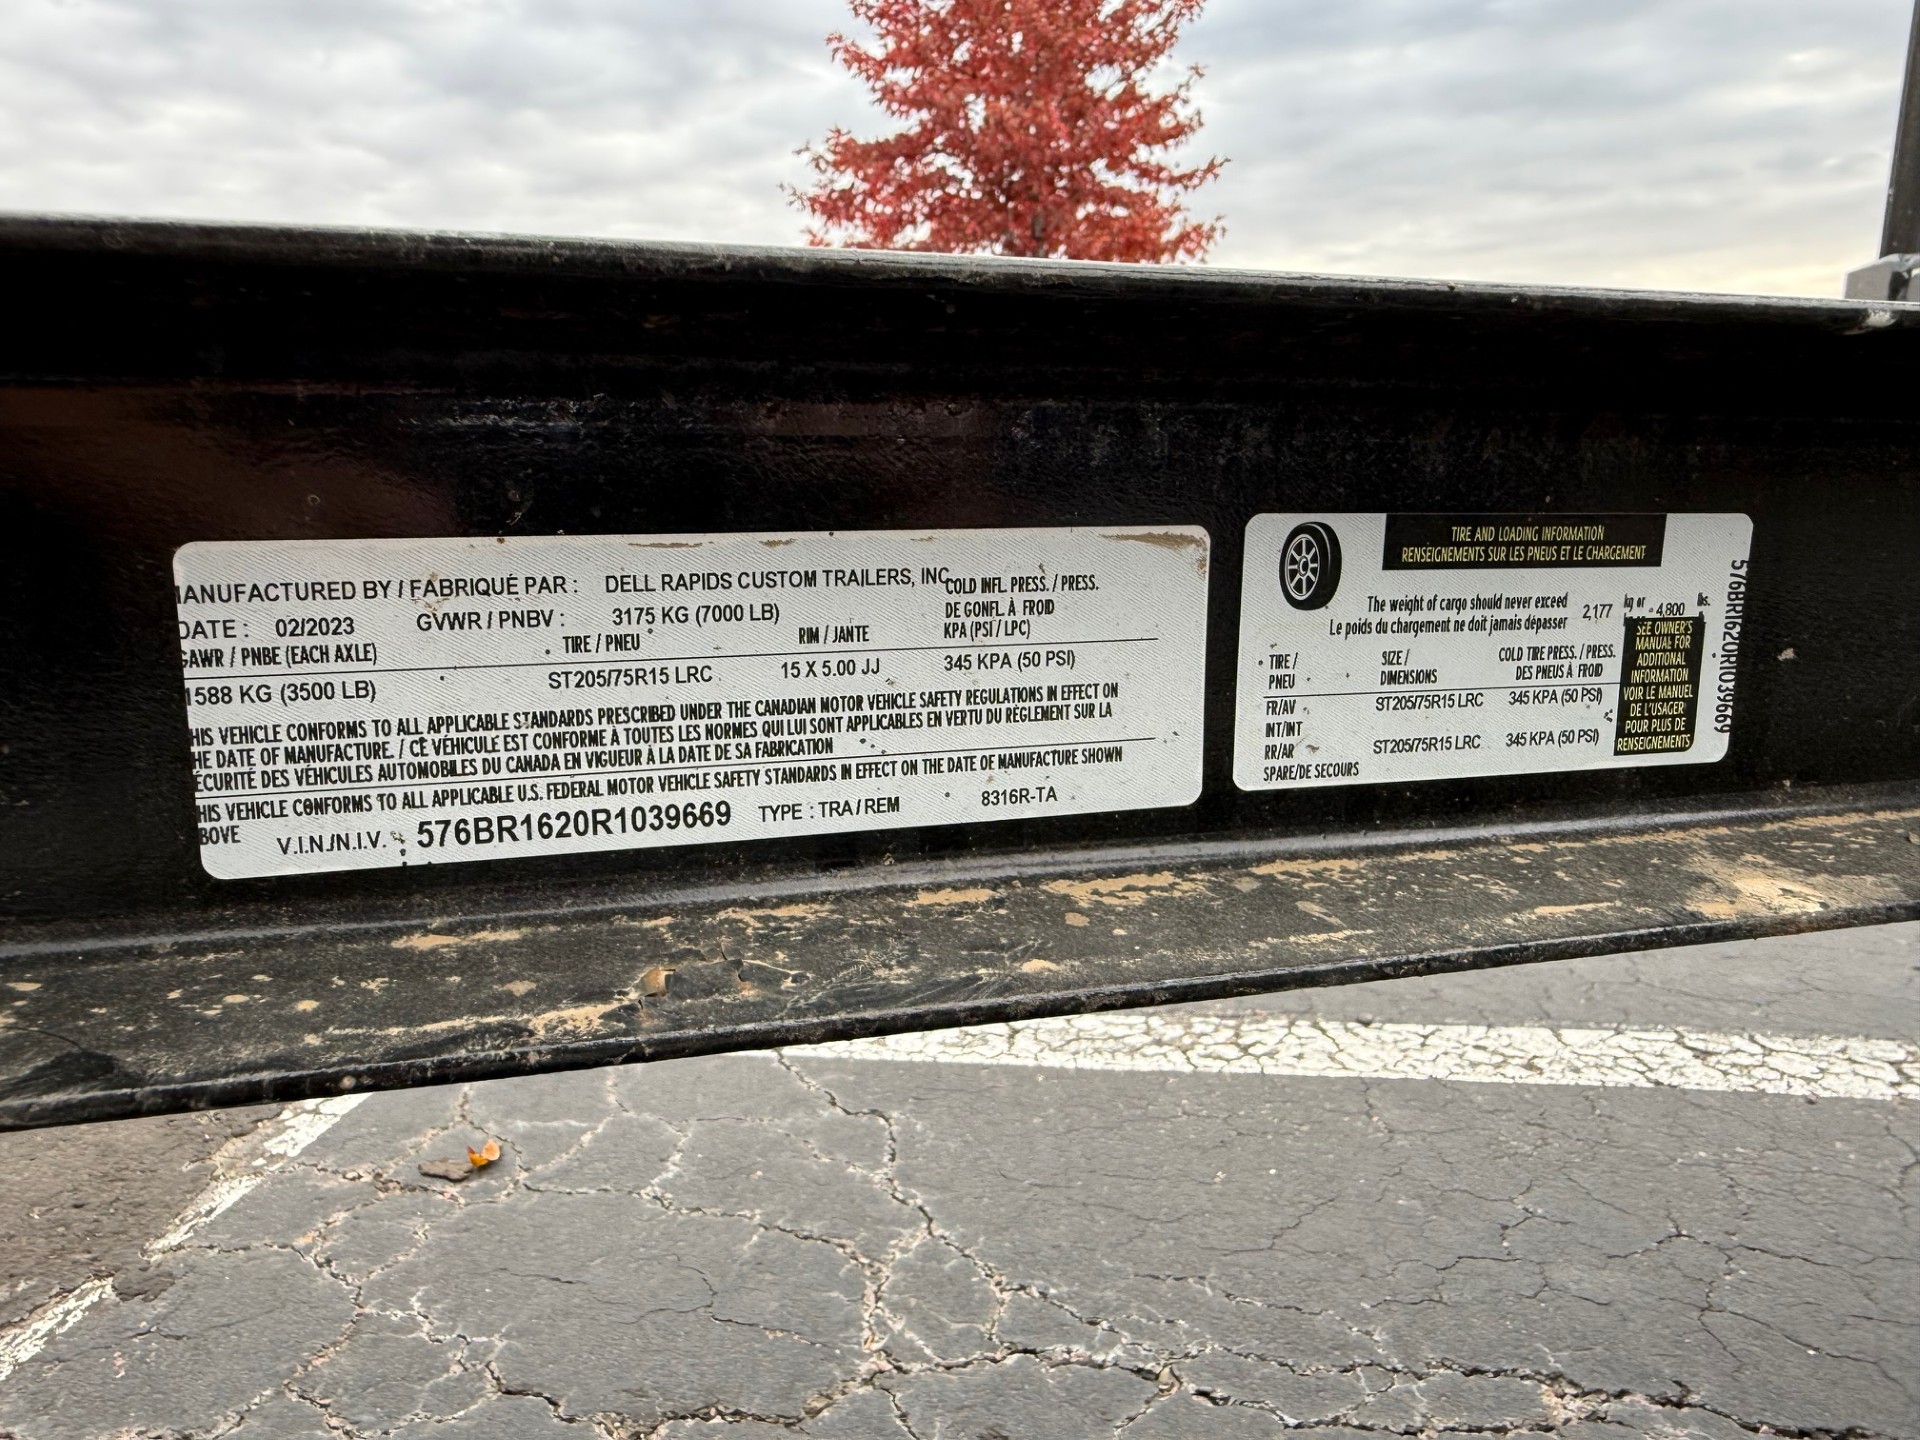 ANUFACTURED BY / FABRIQUÉ PAR : DELL RAPIDS CUSTOM TRAILERS, INC
DATE : 02/2023 GVWR / PNBV : 3175 KG (7000 LB)
COLD INFL. PRESS. / PRESS.
DE GONFL À FROID
KPA (PSI / LPC)
GAWR / PNBE (EACH AXLE) TIRE / PNEU RIM / JANTE
1588 KG (3500 LB) ST205/75R15 LRC 15 X 5.00 JJ 345 KPA (50 PSI)
HIS VEHICLE CONFORMS TO ALL APPLICABLE STANDARDS PRESCRIBED UNDER THE CANADIAN MOTOR VEHICLE SAFETY REGULATIONS IN EFFECT ON
HE DATE OF MANUFACTURE. / CE VÉHICULE EST CONFORME À TOUTES LES NORMES QUI LUI SONT APPLICABLES EN VERTU DU RÈGLEMENT SUR LA
ÉCURITÉ DES VÉHICULES AUTOMOBILES DU CANADA EN VIGUEUR À LA DATE DE SA FABRICATION
HIS VEHICLE CONFORMS TO ALL APPLICABLE U.S. FEDERAL MOTOR VEHICLE SAFETY STANDARDS IN EFFECT ON THE DATE OF MANUFACTURE SHOWN
BOVE
V.I.N./N.I.V. : 576BR1620R1039669 TYPE : TRA / REM 8316R-TA
TIRE AND LOADING INFORMATION
RENSEIGNEMENTS SUR LES PNEUS ET LE CHARGEMENT
The weight of cargo should never exceed
Le poids du chargement ne doit jamais dépasser
2,177 kg or 4,800 lbs.
TIRE / PNEU
SIZE / DIMENSIONS
COLD TIRE PRESS. / PRESS.
DES PNEUS À FROID
FR/AV ST205/75R15 LRC 345 KPA (50 PSI)
INT/INT
RR/AR ST205/75R15 LRC 345 KPA (50 PSI)
SPARE/DE SECOURS
SEE OWNER'S
MANUAL FOR
ADDITIONAL
INFORMATION
VOIR LE MANUEL
DE L'USAGER
POUR PLUS DE
RENSEIGNEMENTS
576BR1620R1039669